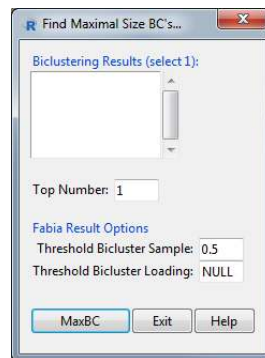 R Find Maximal Size BC's...
Biclustering Results (select 1):
Top Number: 1
Fabia Result Options
Threshold Bicluster Sample: 0.5
Threshold Bicluster Loading: NULL
MaxBC Exit Help